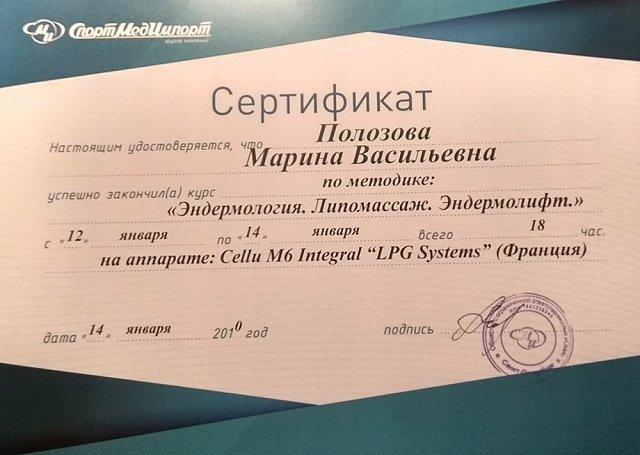 СпортМедИмпорт
группа компаний
Сертификат
Настоящим удостоверяется, что Полозова
Марина Васильевна
по методике:
успешно закончил(а) курс
«Эндермология. Липомассаж. Эндермолифт.»
с «12» января по «14» января всего 18 час.
на аппарате: Cellu M6 Integral “LPG Systems” (Франция)
дата «14» января 2010 год подпись